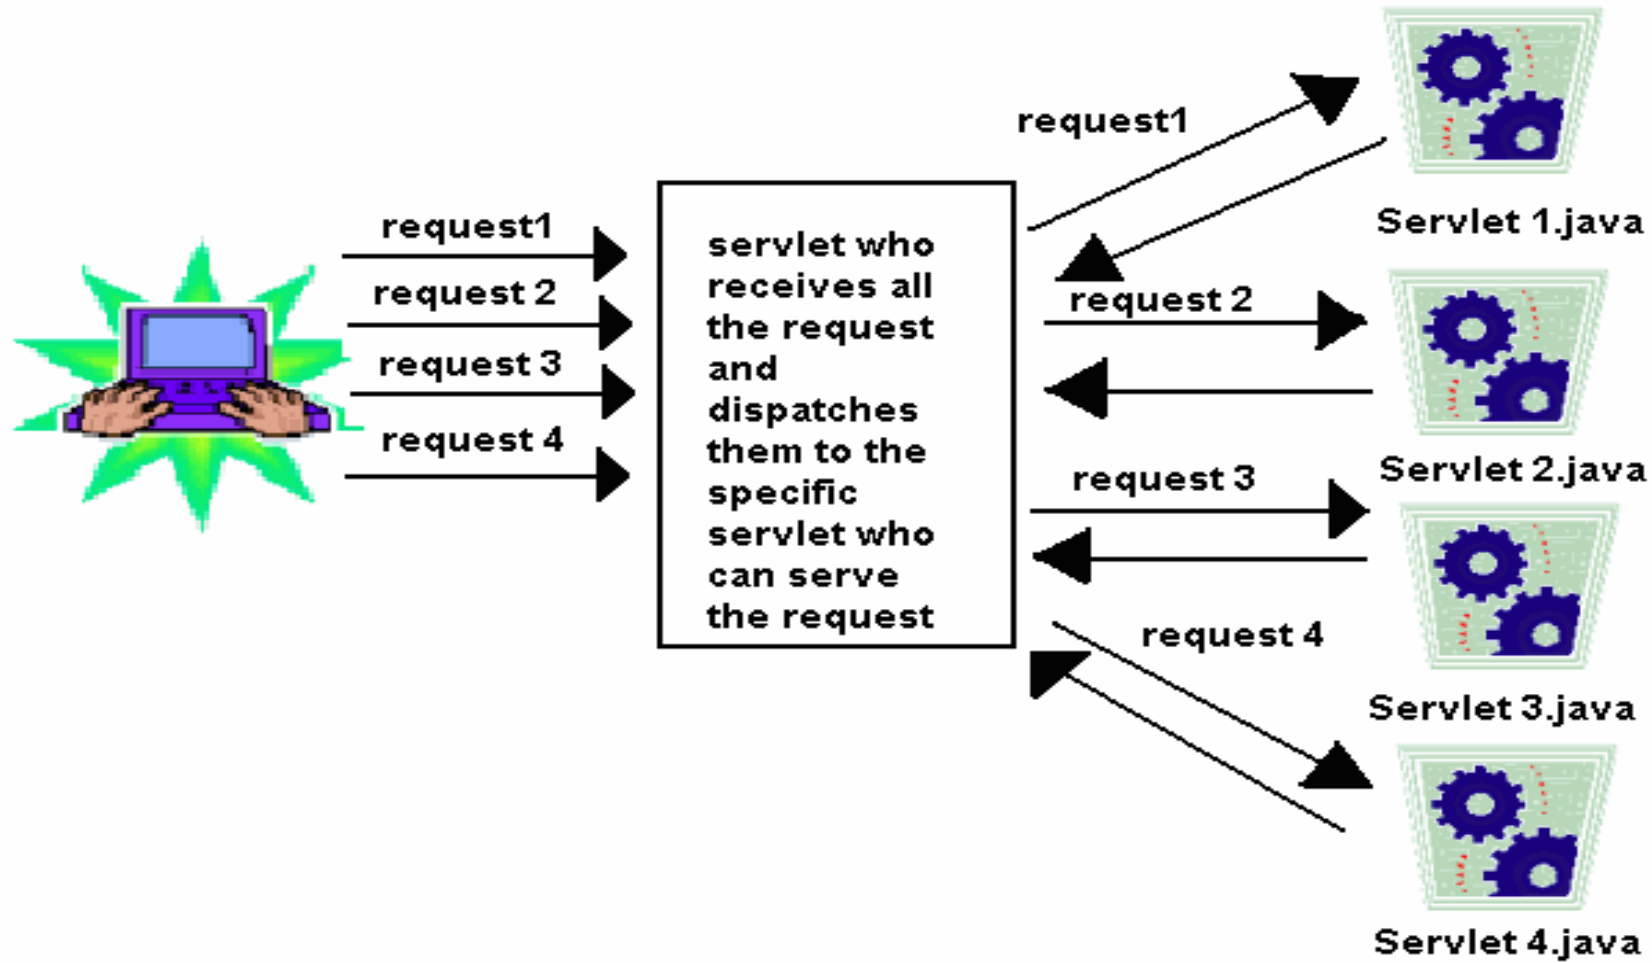 request1
request 2
request 3
request 4
servlet who
receives all
the request
and
dispatches
them to the
specific
servlet who
can serve
the request
request1
Servlet 1.java
request 2
Servlet 2.java
request 3
Servlet 3.java
request 4
Servlet 4.java